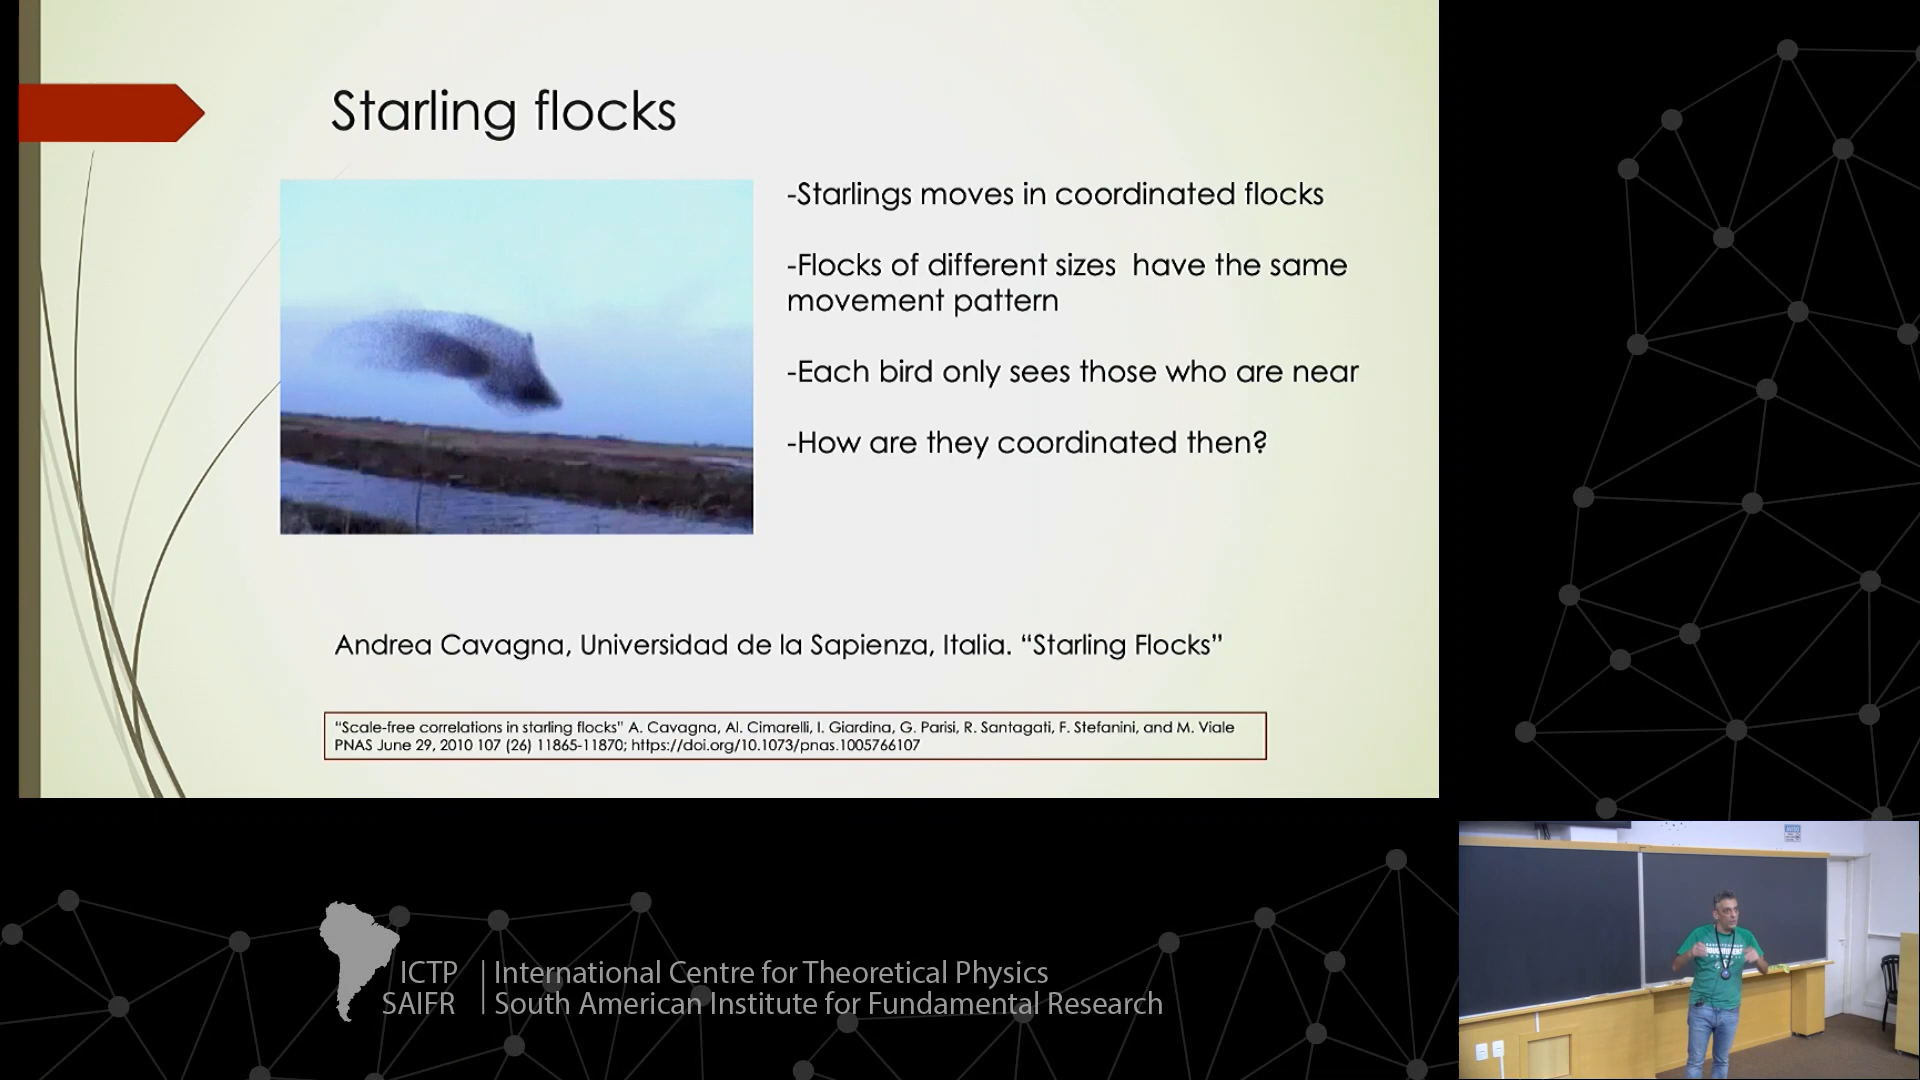 Starling flocks
-Starlings moves in coordinated flocks
-Flocks of different sizes have the same
movement pattern
-Each bird only sees those who are near
-How are they coordinated then?
Andrea Cavagna, Universidad de la Sapienza, Italia. “Starling Flocks”
“Scale-free correlations in starling flocks” A. Cavagna, Al. Cimarelli, I. Giardina, G. Parisi, R. Santagati, F. Stefanini, and M. Viale
PNAS June 29, 2010 107 (26) 11865-11870; https://doi.org/10.1073/pnas.1005766107
ICTP | International Centre for Theoretical Physics
SAIFR | South American Institute for Fundamental Research